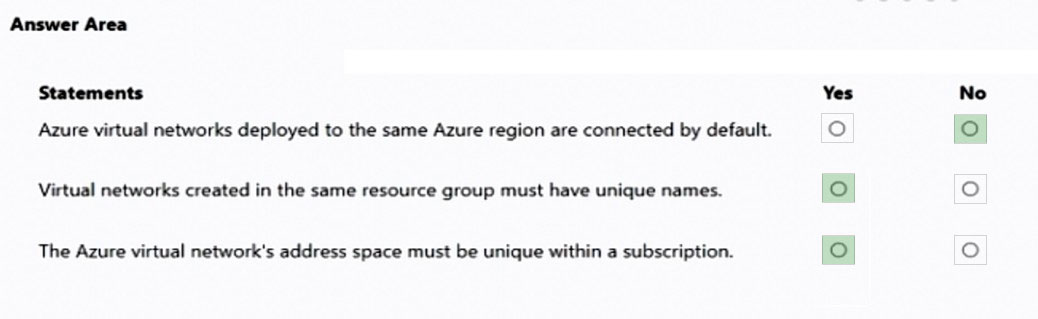 Answer Area
Statements Yes No
Azure virtual networks deployed to the same Azure region are connected by default.
Virtual networks created in the same resource group must have unique names.
The Azure virtual network's address space must be unique within a subscription.